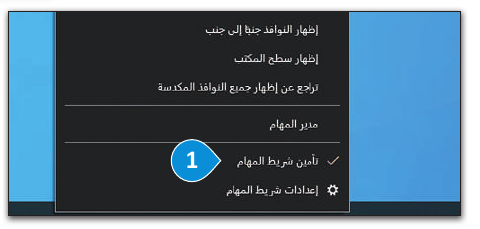 إظهار النوافذ جنبًا إلى جنب
إظهار سطح المكتب
تراجع عن إظهار جميع النوافذ المكدسة
مدير المهام
1 تأمين شريط المهام
إعدادات شريط المهام